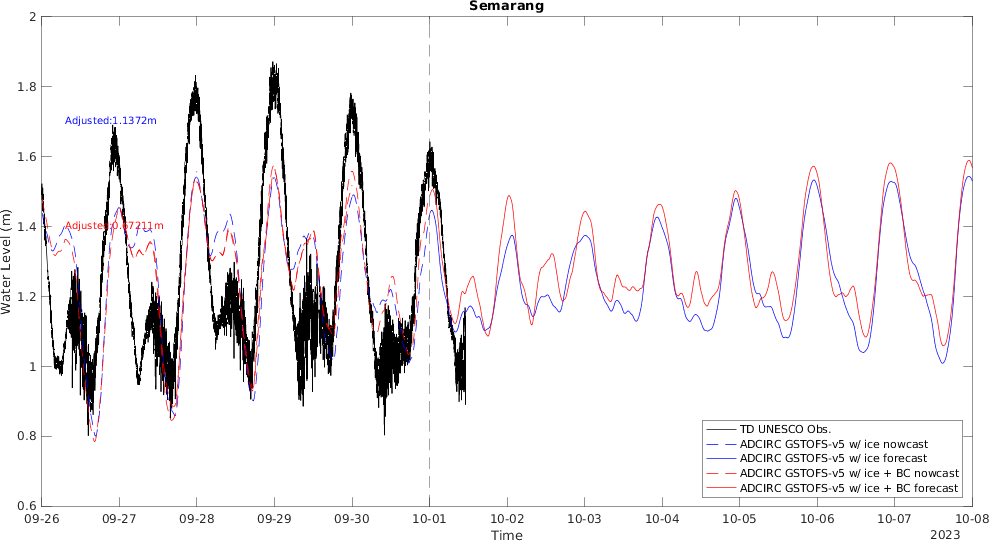 Semarang
2
1.8
1.6
1.4
1.2
1
0.8
0.6
Water Level (m)
Adjusted:1.1372m
Adjusted:0.67211m
TD UNESCO Obs.
ADCIRC GSTOFS-v5 w/ ice nowcast
ADCIRC GSTOFS-v5 w/ ice forecast
ADCIRC GSTOFS-v5 w/ ice + BC nowcast
ADCIRC GSTOFS-v5 w/ ice + BC forecast
09-26 09-27 09-28 09-29 09-30 10-01 10-02 10-03 10-04 10-05 10-06 10-07 10-08
Time
2023